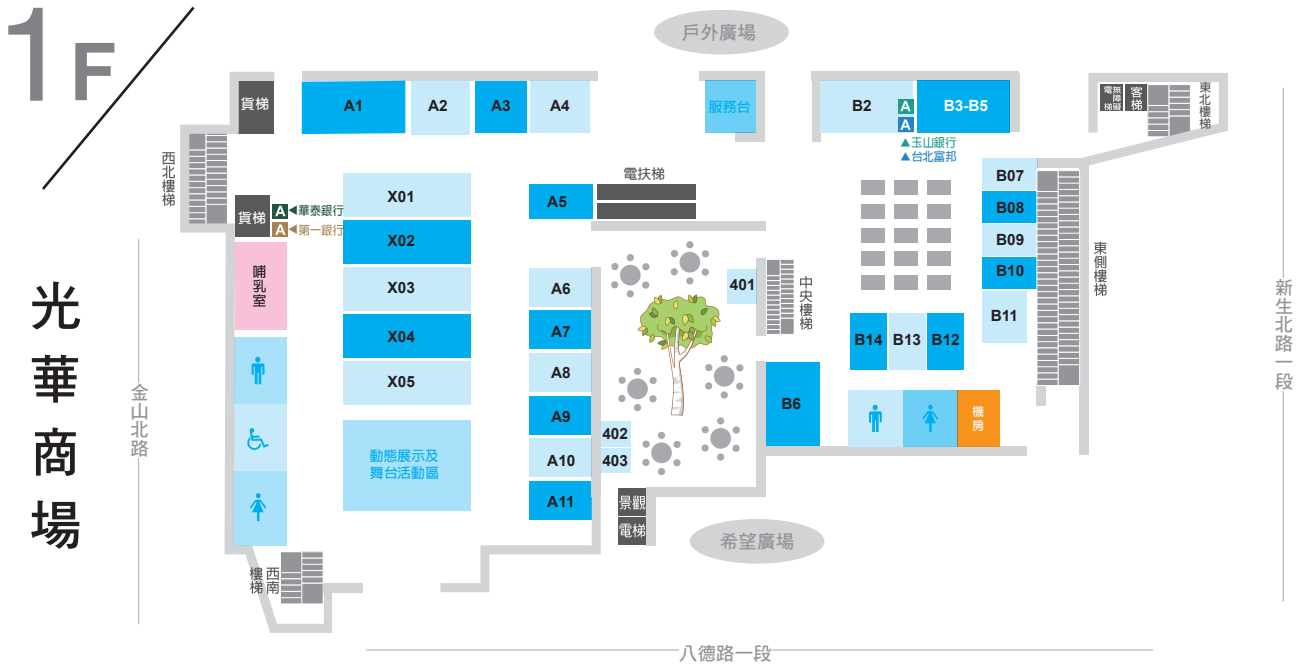 1F
光華商場
戶外廣場
貨梯
A1
A2
A3
A4
服務台
B2
A
A
B3-B5
▲玉山銀行
▲台北富邦
無障礙
電梯
客梯
東北樓梯
西北樓梯
電扶梯
貨梯
A◀華泰銀行
A◀第一銀行
X01
X02
X03
X04
X05
A5
B07
B08
B09
B10
B11
東側樓梯
哺乳室
A6
A7
A8
A9
A10
A11
401
中央樓梯
402
403
B14
B13
B12
B6
機房
動態展示及
舞台活動區
景觀
電梯
西南
樓梯
希望廣場
金山北路
新生北路一段
八德路一段